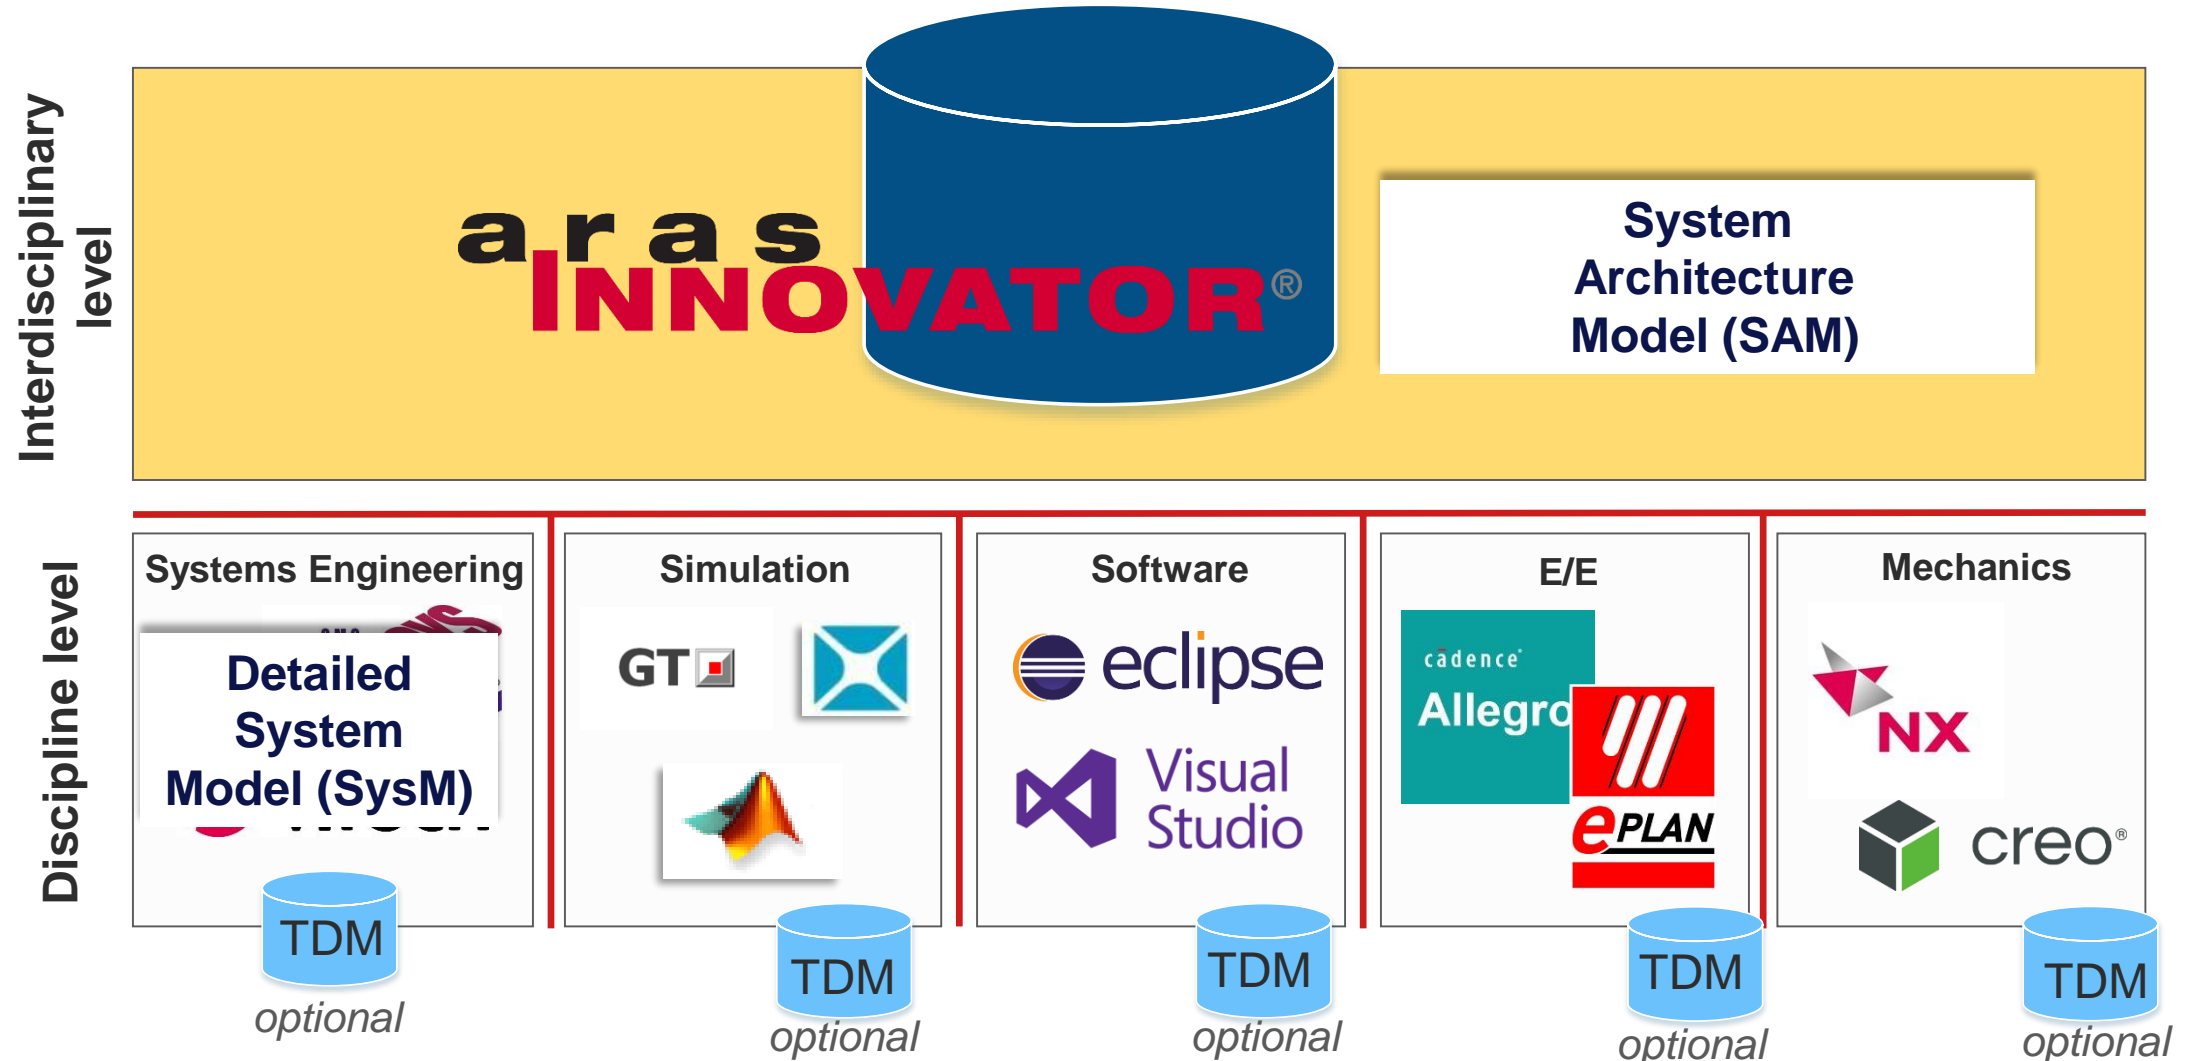 Interdisciplinary
level
aras
INNOVATOR®
System
Architecture
Model (SAM)
Discipline level
Systems Engineering
Detailed
System
Model (SysM)
TDM
optional
Simulation
GT
TDM
optional
Software
eclipse
Visual
Studio
TDM
optional
E/E
cādence
Allegro
ePLAN
TDM
optional
Mechanics
NX
creo®
TDM
optional